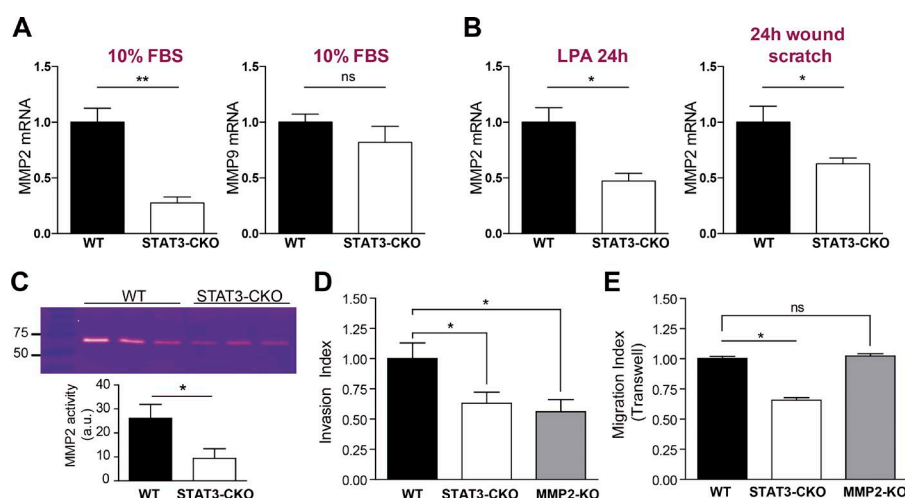 A
10% FBS
MMP2 mRNA
1.5
1.0
0.5
0.0
**
WT
STAT3-CKO
10% FBS
MMP9 mRNA
1.5
1.0
0.5
0.0
ns
WT
STAT3-CKO
B
LPA 24h
MMP2 mRNA
1.5
1.0
0.5
0.0
*
WT
STAT3-CKO
24h wound
scratch
MMP2 mRNA
1.5
1.0
0.5
0.0
*
WT
STAT3-CKO
C
WT
STAT3-CKO
75
50
MMP2 activity
(a.u.)
40
30
20
10
0
*
WT
STAT3-CKO
D
Invasion Index
1.50
1.25
1.00
0.75
0.50
0.25
0.00
*
*
WT
STAT3-CKO
MMP2-KO
E
Migration Index
(Transwell)
1.50
1.25
1.00
0.75
0.50
0.25
0.00
ns
*
WT
STAT3-CKO
MMP2-KO